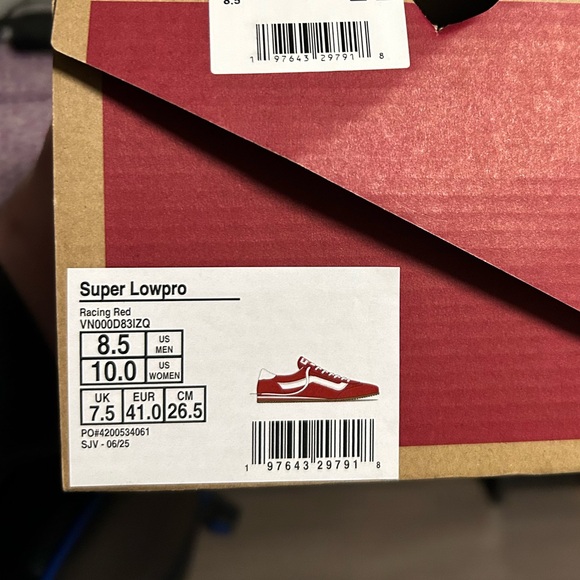 8.5
1 97643 29791 8
Super Lowpro
Racing Red
VN000D83IZQ
8.5 US MEN
10.0 US WOMEN
UK 7.5 EUR 41.0 CM 26.5
PO#4200534061
SJV - 06/25
1 97643 29791 8